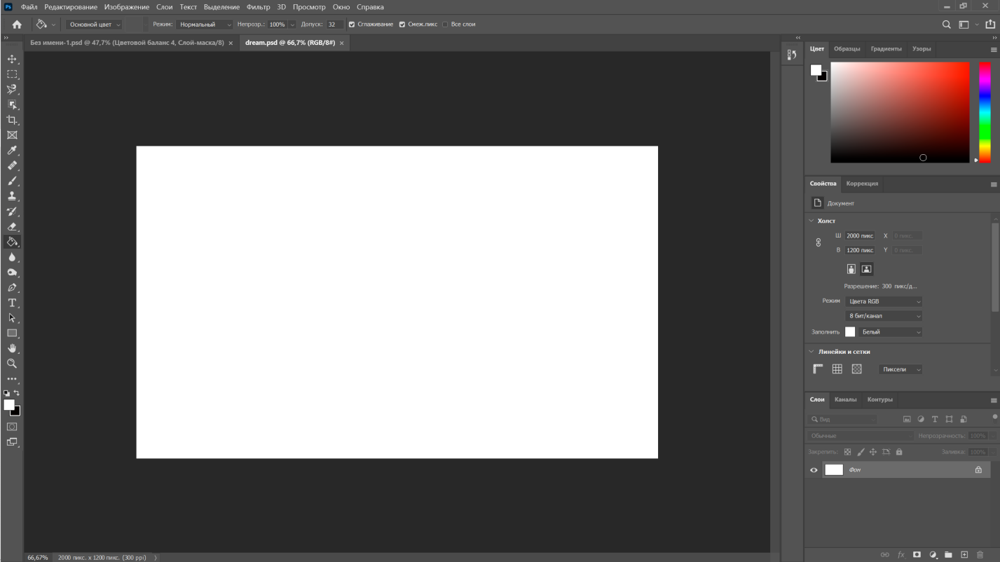 Ps Файл Редактирование Изображение Слои Текст Выделение Фильтр 3D Просмотр Окно Справка
Основной цвет Режим: Нормальный Непрозр.: 100% Допуск: 32 Сглаживание Смеж.пикс Все слои
Без имени-1.psd @ 47,7% (Цветовой баланс 4, Слой-маска/8) × dream.psd @ 66,7% (RGB/8#) ×
Цвет Образцы Градиенты Узоры
Свойства Коррекция
Документ
Холст
Ш 2000 пикс X 0 пикс.
В 1200 пикс Y 0 пикс.
Разрешение: 300 пикс/д...
Режим Цвета RGB
8 бит/канал
Заполнить Белый
Линейки и сетки
Пиксели
Слои Каналы Контуры
Вид
Обычные Непрозрачность: 100%
Закрепить: Заливка: 100%
Фон
66,67% 2000 пикс. x 1200 пикс. (300 ppi)